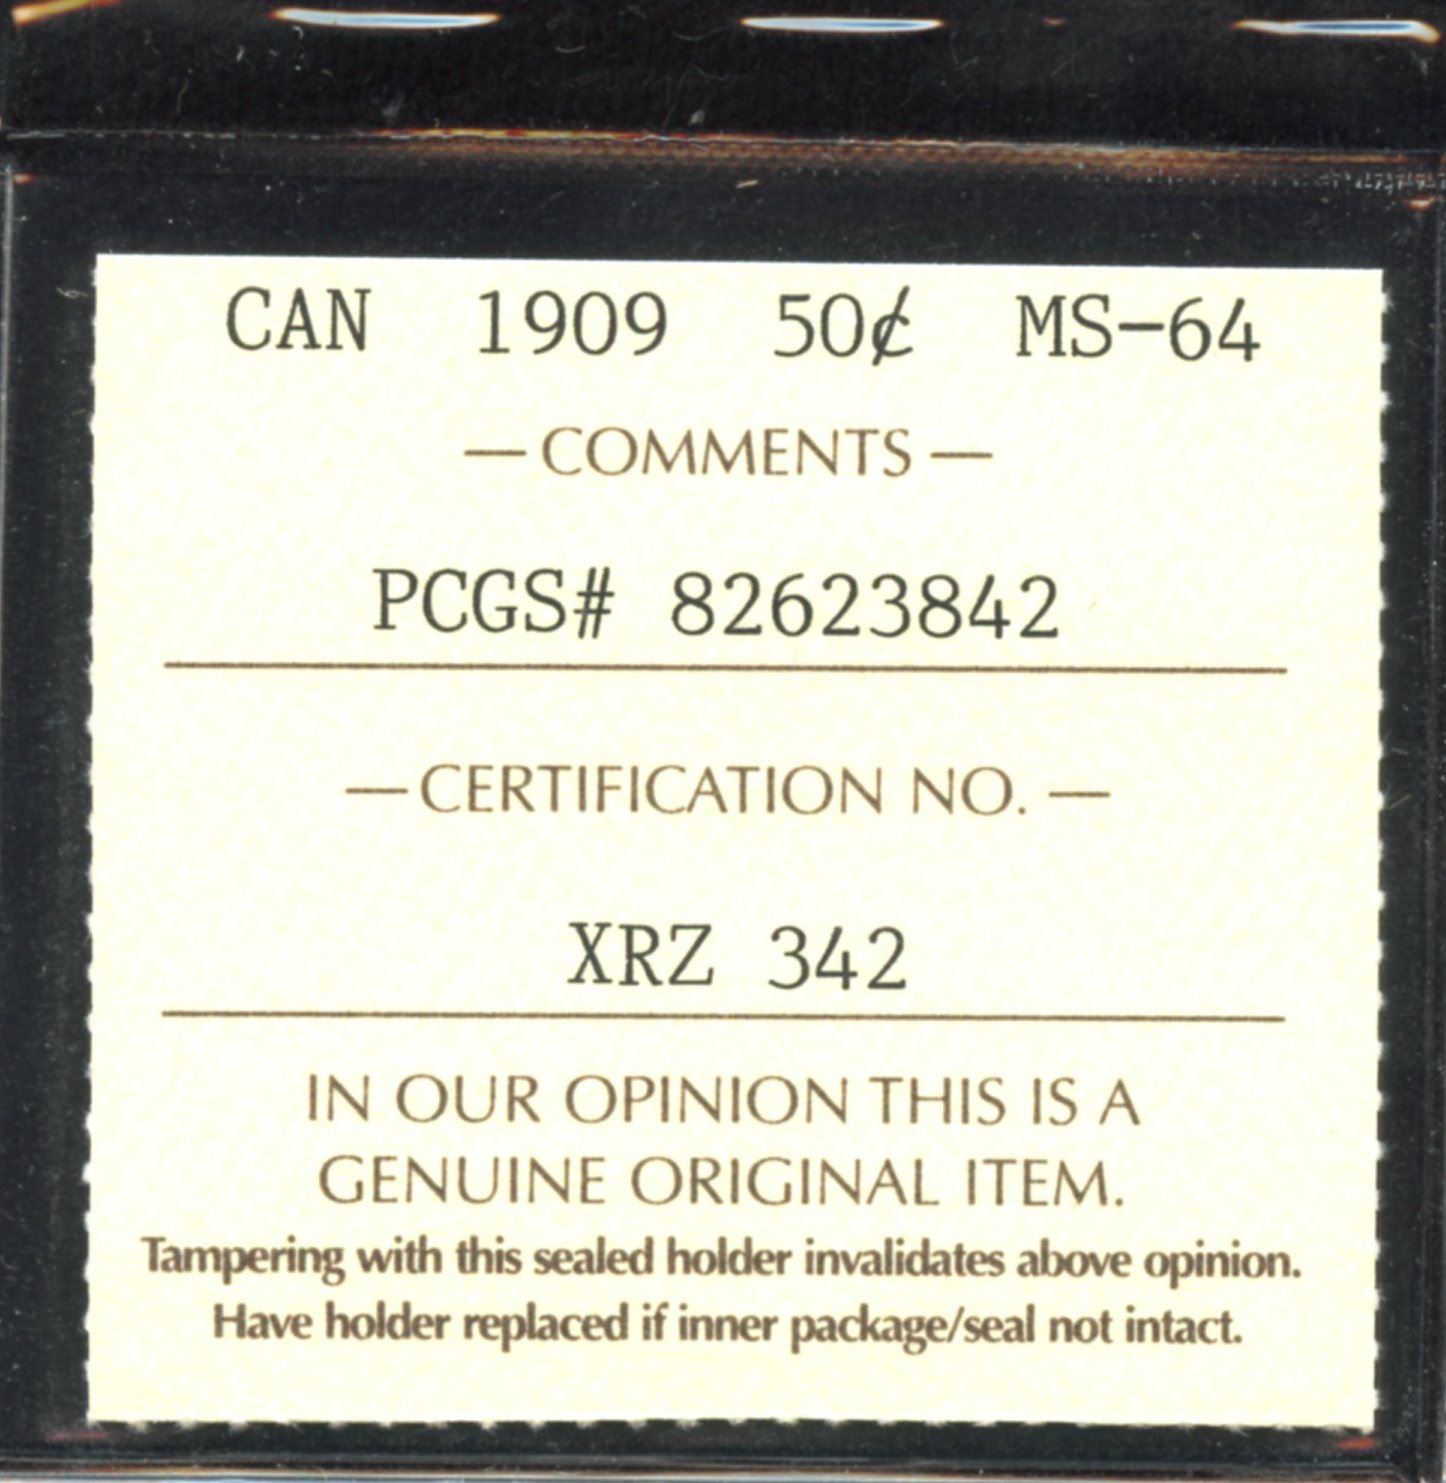 CAN 1909 50¢ MS-64
— COMMENTS —
PCGS# 82623842
— CERTIFICATION NO. —
XRZ 342
IN OUR OPINION THIS IS A
GENUINE ORIGINAL ITEM.
Tampering with this sealed holder invalidates above opinion.
Have holder replaced if inner package/seal not intact.